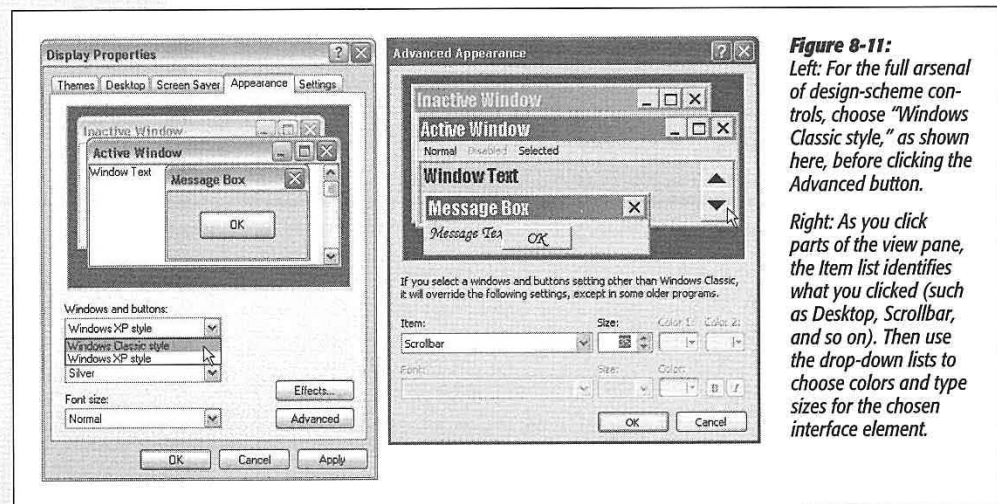 Display Properties
Themes Desktop Screen Saver Appearance Settings
Inactive Window
Active Window
Window Text
Message Box
OK
Windows and buttons:
Windows XP style
Windows Classic style
Windows XP style
Silver
Font size:
Normal
Effects...
Advanced
OK Cancel Apply
Advanced Appearance
Inactive Window
Active Window
Normal Disabled Selected
Window Text
Message Box
Message Tex
OK
If you select a windows and buttons setting other than Windows Classic,
it will override the following settings, except in some older programs.
Item: Size: Color 1: Color 2:
Scrollbar
Font: Size: Color:
B I
OK Cancel
Figure 8-11:
Left: For the full arsenal
of design-scheme con-
trols, choose "Windows
Classic style," as shown
here, before clicking the
Advanced button.
Right: As you click
parts of the view pane,
the Item list identifies
what you clicked (such
as Desktop, Scrollbar,
and so on). Then use
the drop-down lists to
choose colors and type
sizes for the chosen
interface element.